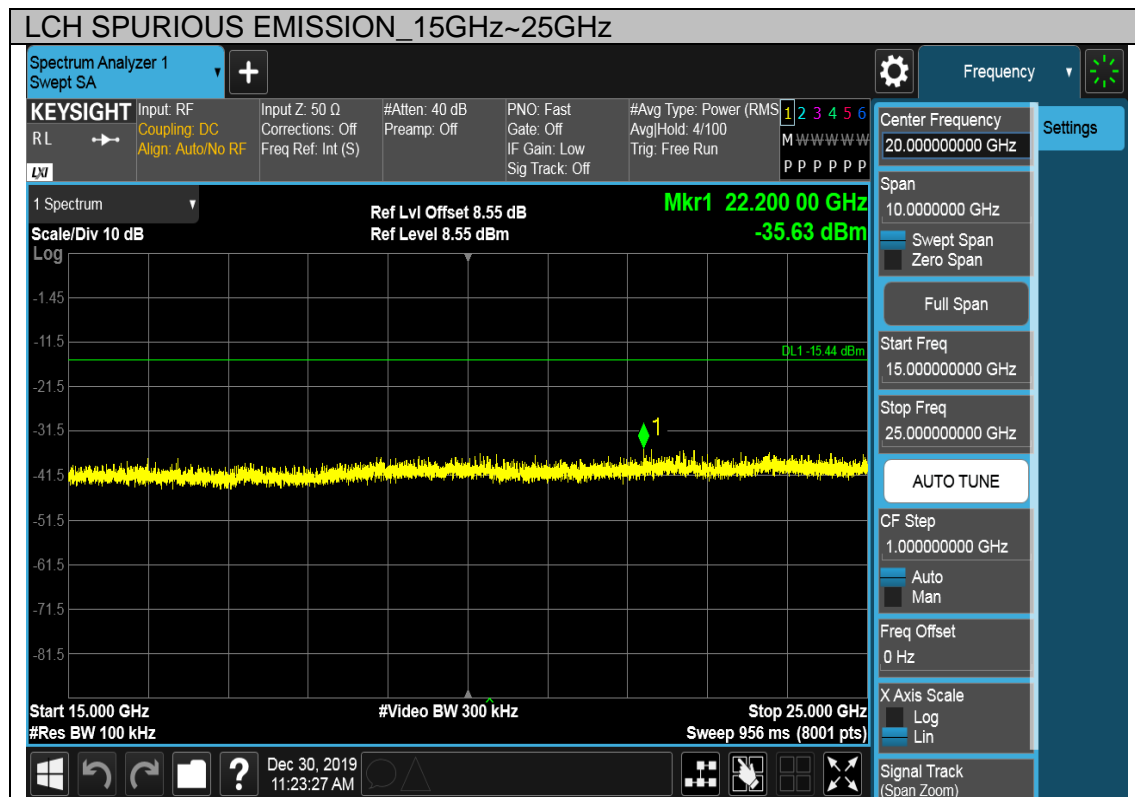 LCH SPURIOUS EMISSION_15GHz~25GHz
Spectrum Analyzer 1
Swept SA
Frequency
KEYSIGHT
RL
LXI
Input: RF
Coupling: DC
Align: Auto/No RF
Input Z: 50 Ω
Corrections: Off
Freq Ref: Int (S)
#Atten: 40 dB
Preamp: Off
PNO: Fast
Gate: Off
IF Gain: Low
Sig Track: Off
#Avg Type: Power (RMS
Avg|Hold: 4/100
Trig: Free Run
1 2 3 4 5 6
M W W W W W
P P P P P P
1 Spectrum
Scale/Div 10 dB
Log
Ref Lvl Offset 8.55 dB
Ref Level 8.55 dBm
Mkr1 22.200 00 GHz
-35.63 dBm
-1.45
-11.5
DL1 -15.44 dBm
-21.5
-31.5
1
-41.5
-51.5
-61.5
-71.5
-81.5
Start 15.000 GHz
#Res BW 100 kHz
#Video BW 300 kHz
Stop 25.000 GHz
Sweep 956 ms (8001 pts)
Center Frequency
20.000000000 GHz
Settings
Span
10.0000000 GHz
Swept Span
Zero Span
Full Span
Start Freq
15.000000000 GHz
Stop Freq
25.000000000 GHz
AUTO TUNE
CF Step
1.000000000 GHz
Auto
Man
Freq Offset
0 Hz
X Axis Scale
Log
Lin
Signal Track
(Span Zoom)
?
Dec 30, 2019
11:23:27 AM